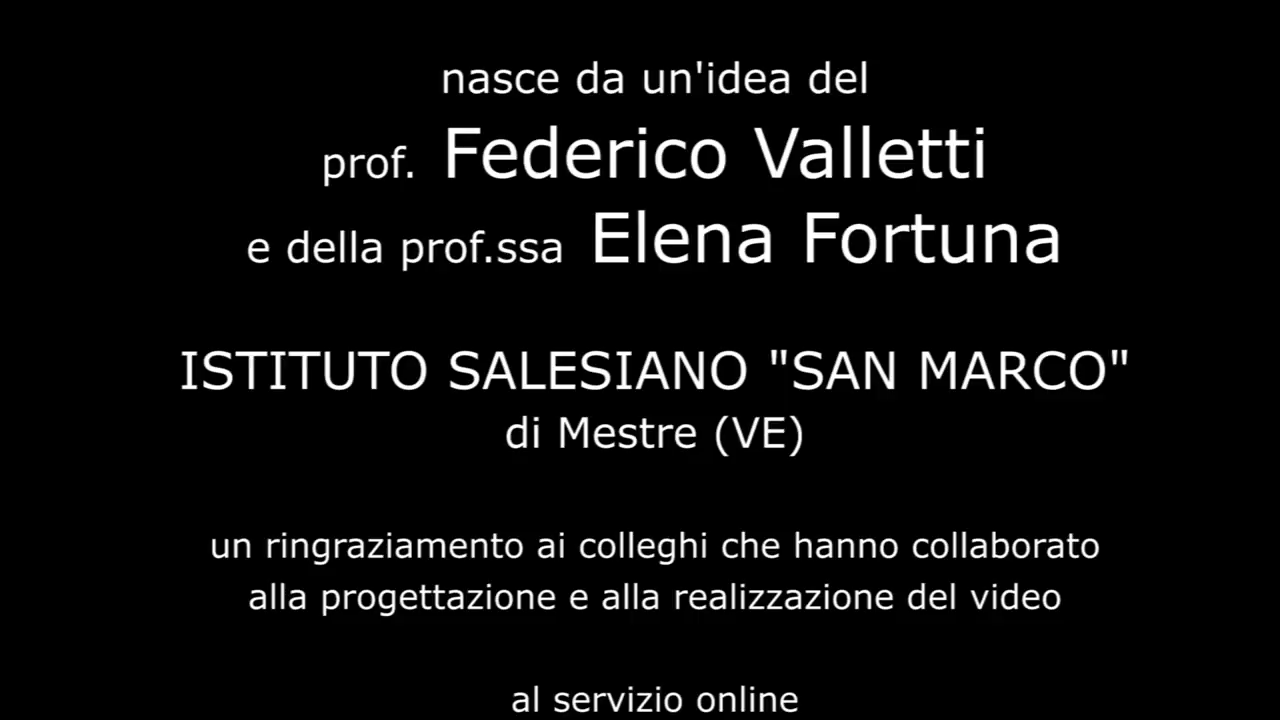 nasce da un'idea del
prof. Federico Valletti
e della prof.ssa Elena Fortuna
ISTITUTO SALESIANO "SAN MARCO"
di Mestre (VE)
un ringraziamento ai colleghi che hanno collaborato
alla progettazione e alla realizzazione del video
al servizio online